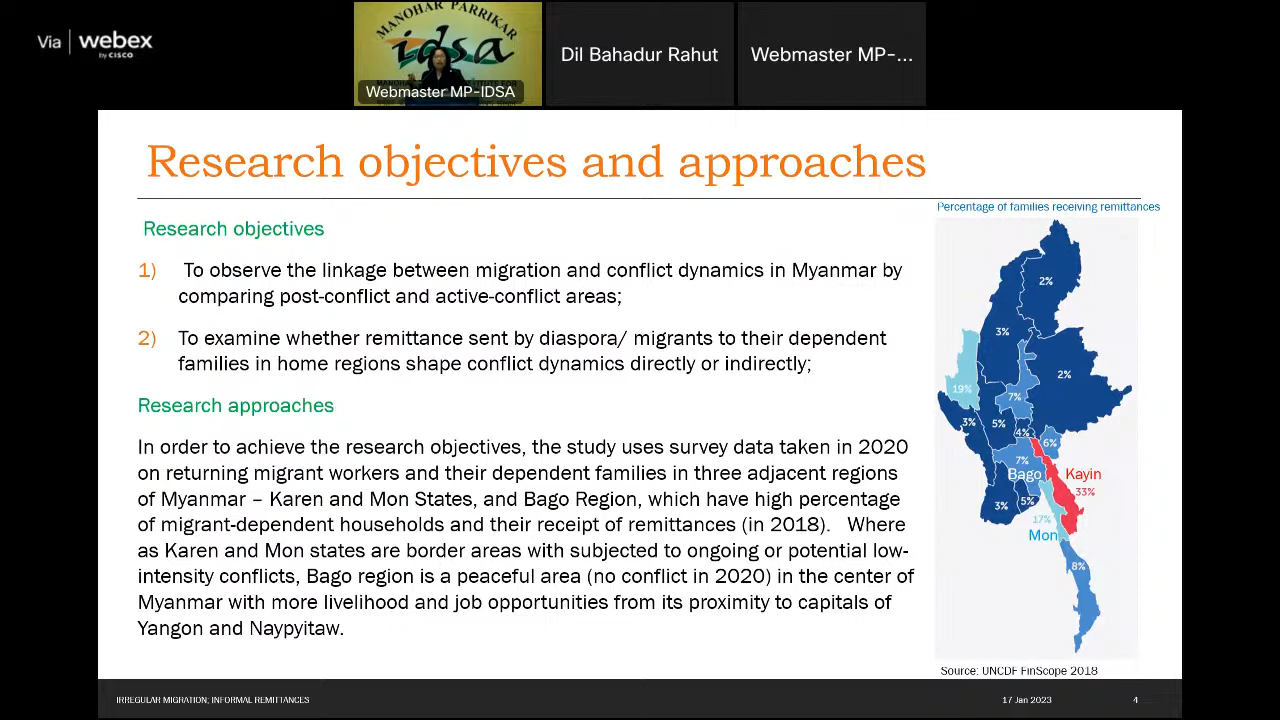 Via webex
by CISCO
MANOHAR PARRIKAR
idsa
Webmaster MP-IDSA
Dil Bahadur Rahut
Webmaster MP-...
Research objectives and approaches
Percentage of families receiving remittances
Research objectives
1) To observe the linkage between migration and conflict dynamics in Myanmar by
comparing post-conflict and active-conflict areas;
2) To examine whether remittance sent by diaspora/ migrants to their dependent
families in home regions shape conflict dynamics directly or indirectly;
Research approaches
In order to achieve the research objectives, the study uses survey data taken in 2020
on returning migrant workers and their dependent families in three adjacent regions
of Myanmar – Karen and Mon States, and Bago Region, which have high percentage
of migrant-dependent households and their receipt of remittances (in 2018). Where
as Karen and Mon states are border areas with subjected to ongoing or potential low-
intensity conflicts, Bago region is a peaceful area (no conflict in 2020) in the center of
Myanmar with more livelihood and job opportunities from its proximity to capitals of
Yangon and Naypyitaw.
2%
3%
2%
19%
7%
3%
5%
4%
6%
7%
Bago
Kayin
33%
3%
5%
17%
Mon
8%
Source: UNCDF FinScope 2018
IRREGULAR MIGRATION; INFORMAL REMITTANCES
17 Jan 2023
4